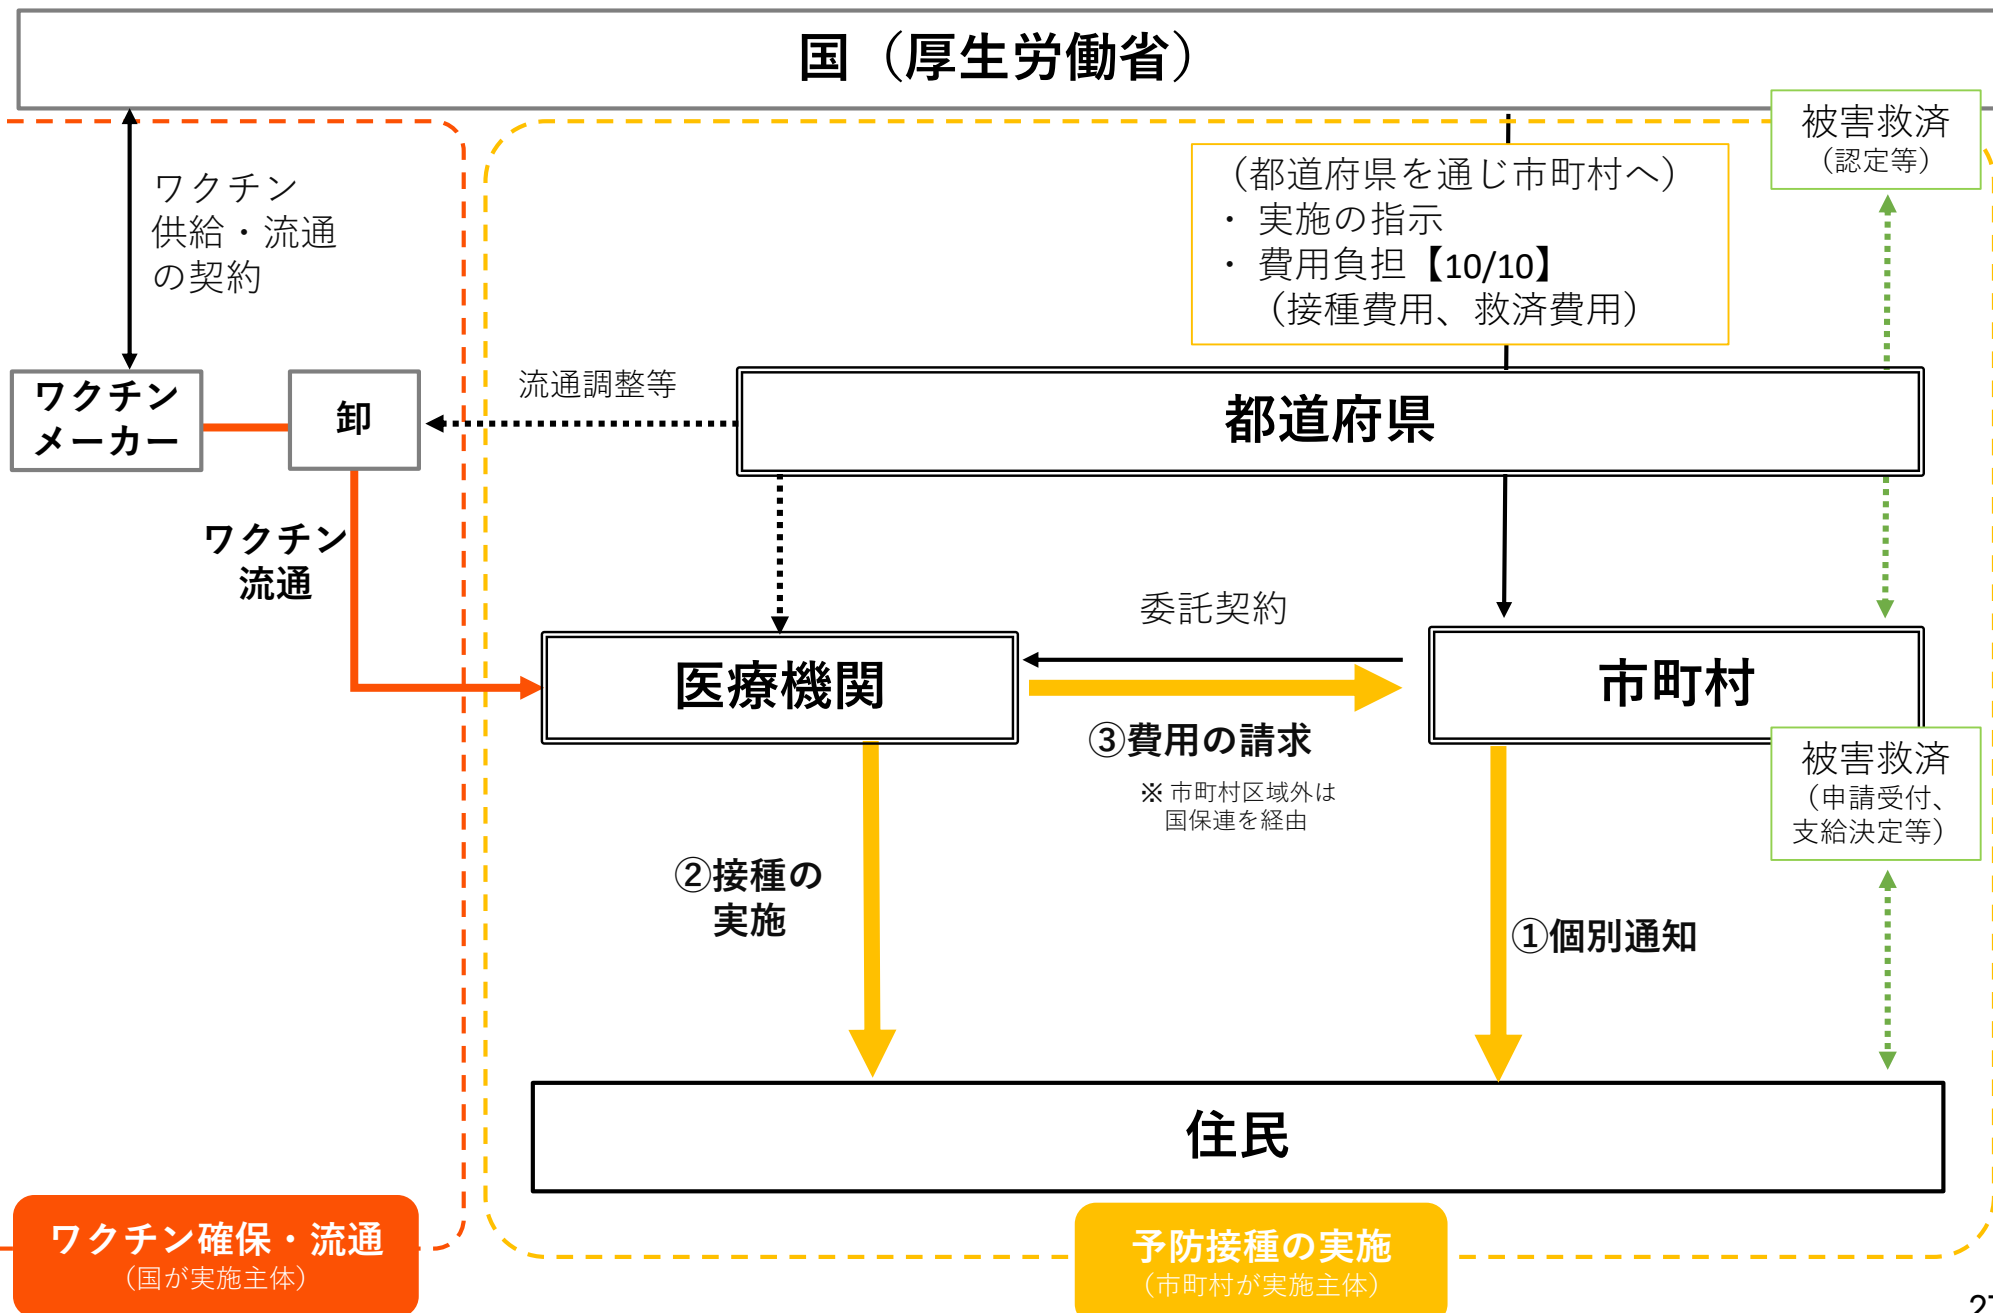 国（厚生労働省）
被害救済
（認定等）
ワクチン
供給・流通
の契約
（都道府県を通じ市町村へ）
・ 実施の指示
・ 費用負担【10/10】
（接種費用、救済費用）
ワクチン
メーカー
卸
流通調整等
都道府県
ワクチン
流通
委託契約
医療機関
市町村
③費用の請求
※ 市町村区域外は
国保連を経由
被害救済
（申請受付、
支給決定等）
②接種の
実施
①個別通知
住民
ワクチン確保・流通
（国が実施主体）
予防接種の実施
（市町村が実施主体）
27